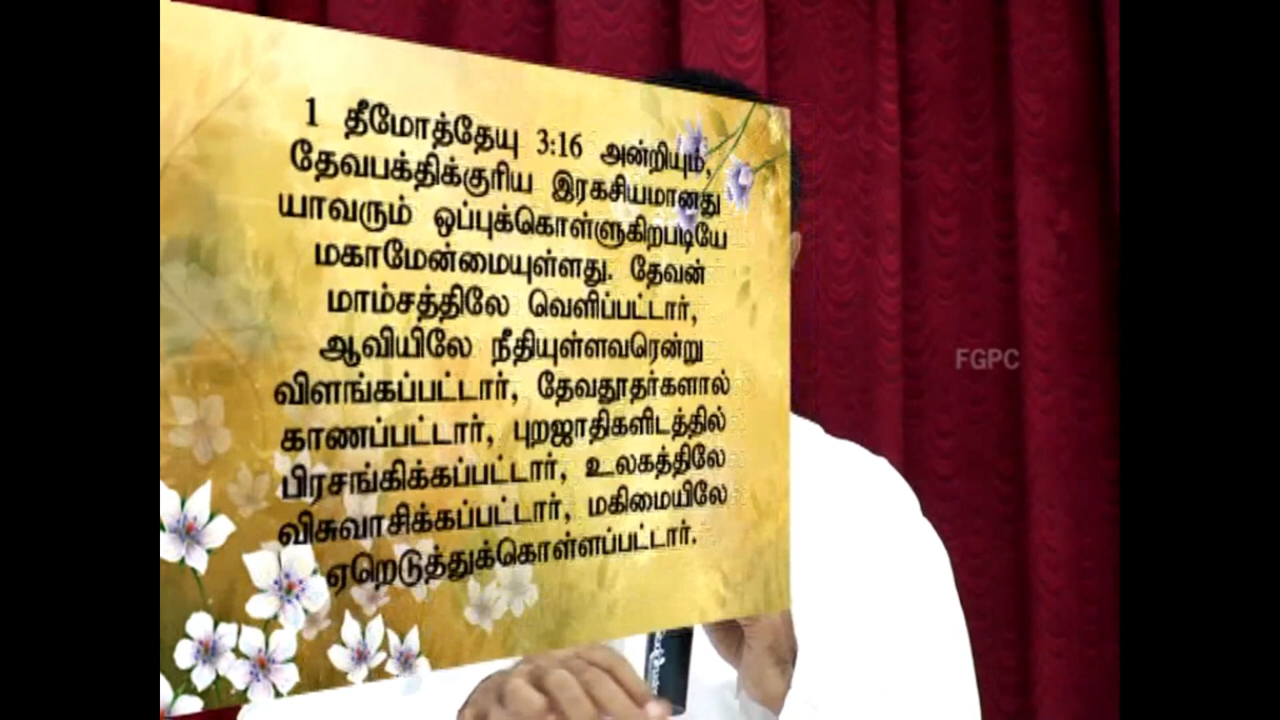 1 தீமோத்தேயு 3:16 அன்றியும்,
தேவபக்திக்குரிய இரகசியமானது
யாவரும் ஒப்புக்கொள்ளுகிறபடியே
மகாமேன்மையுள்ளது. தேவன்
மாம்சத்திலே வெளிப்பட்டார்,
ஆவியிலே நீதியுள்ளவரென்று
விளங்கப்பட்டார், தேவதூதர்களால்
காணப்பட்டார், புறஜாதிகளிடத்தில்
பிரசங்கிக்கப்பட்டார், உலகத்திலே
விசுவாசிக்கப்பட்டார், மகிமையிலே
ஏறெடுத்துக்கொள்ளப்பட்டார்.
FGPC